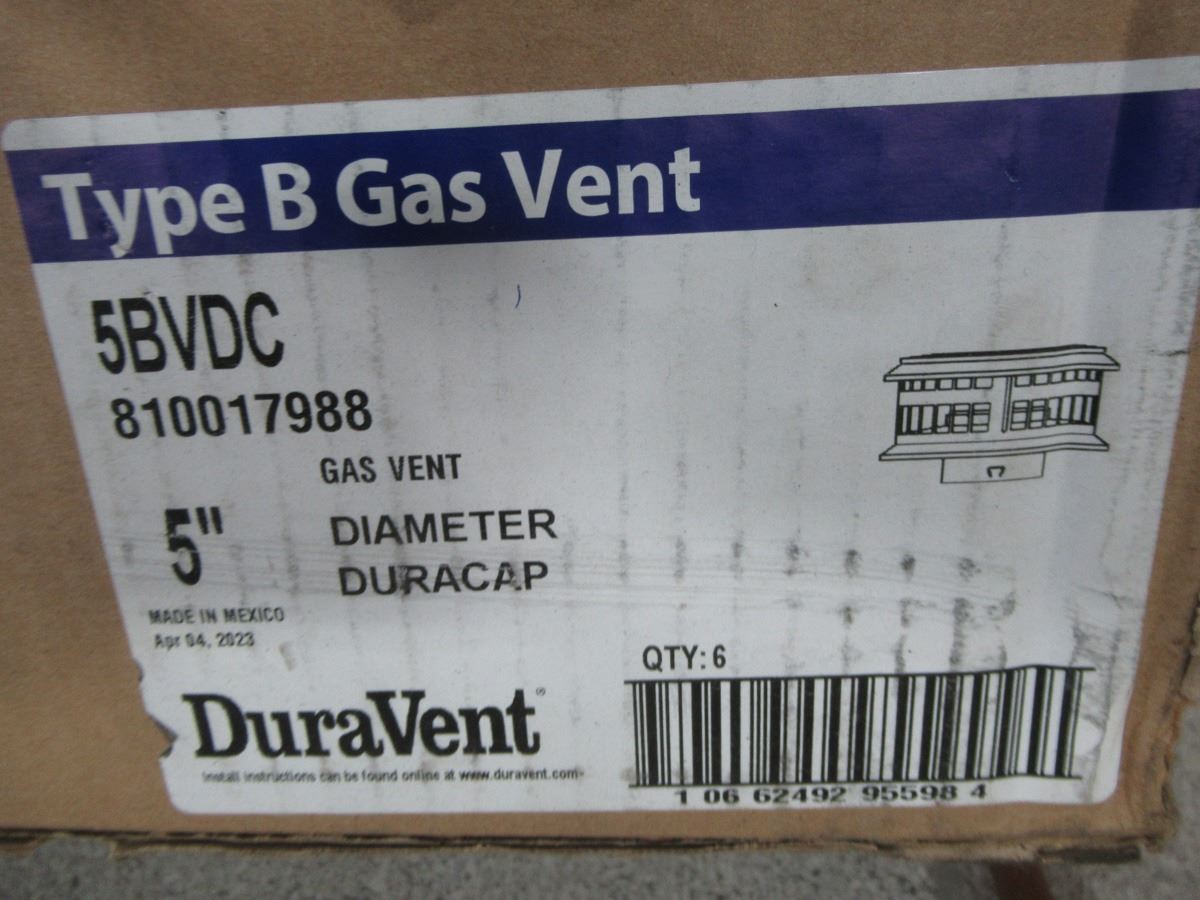 Type B Gas Vent
5BVDC
810017988
GAS VENT
5" DIAMETER
DURACAP
MADE IN MEXICO
Apr 04, 2023
QTY: 6
DuraVent®
Install instructions can be found online at www.duravent.com
1 06 62492 95598 4